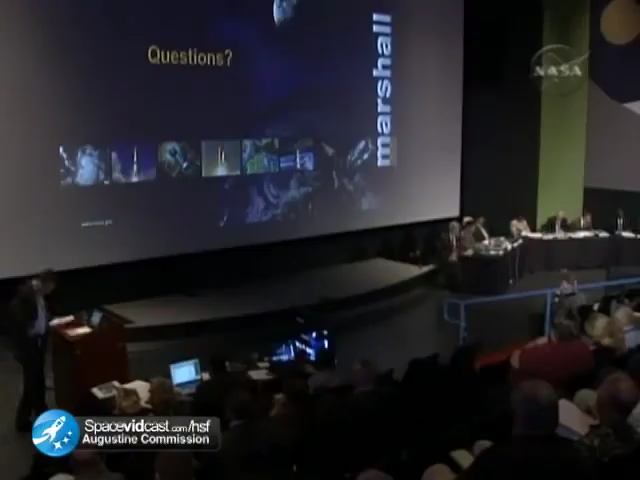 Questions?
marshall
NASA
Spacevidcast.com/hsf
Augustine Commission